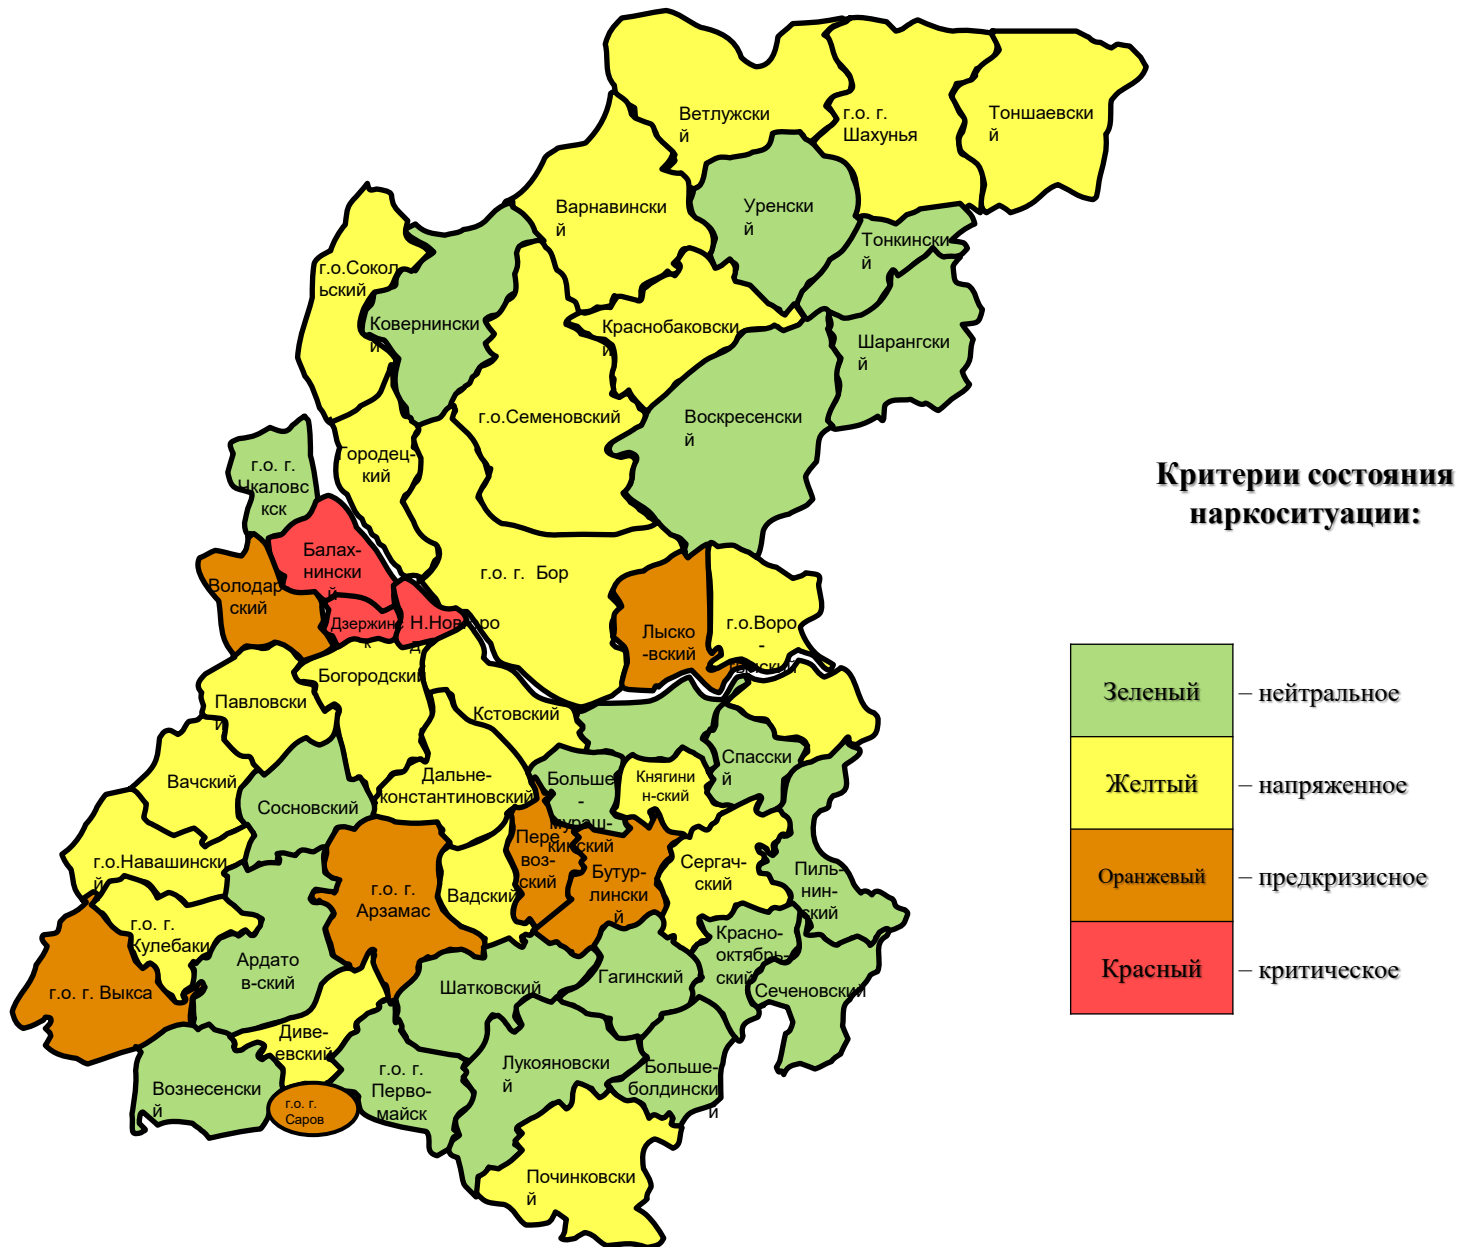 Ветлужски
й
г.о. г.
Шахунья
Тоншаевски
й
Варнавински
й
Уренски
й
Тонкински
й
г.о.Сокол
ьский
Ковернински
й
Краснобаковски
й
Шарангски
й
г.о.Семеновский
Воскресенски
й
Городец-
кий
г.о. г.
Чкаловс
кск
Критерии состояния
наркоситуации:
Балах-
нински
й
Володар
ский
г.о. г. Бор
Дзержинс
к
Н.Новгоро
д
Лыско
-вский
г.о.Воро
-
тынский
Богородский
Павловски
й
Кстовский
Зеленый – нейтральное
Вачский
Дальне-
константиновский
Больше
-
мураш-
кинский
Княгини
н-ский
Спасски
й
Желтый – напряженное
Сосновский
г.о.Навашински
й
г.о. г.
Арзамас
Вадский
Пере
воз-
ский
Бутур-
лински
й
Сергач-
ский
Пиль-
нин-
ский
Оранжевый – предкризисное
г.о. г.
Кулебаки
Ардато
в-ский
Красно-
октябрь-
ский
г.о. г. Выкса
Шатковский
Гагинский
Сеченовский
Красный – критическое
Диве-
евский
Вознесенски
й
г.о. г.
Саров
г.о. г.
Перво-
майск
Лукояновски
й
Больше-
болдински
й
Починковски
й